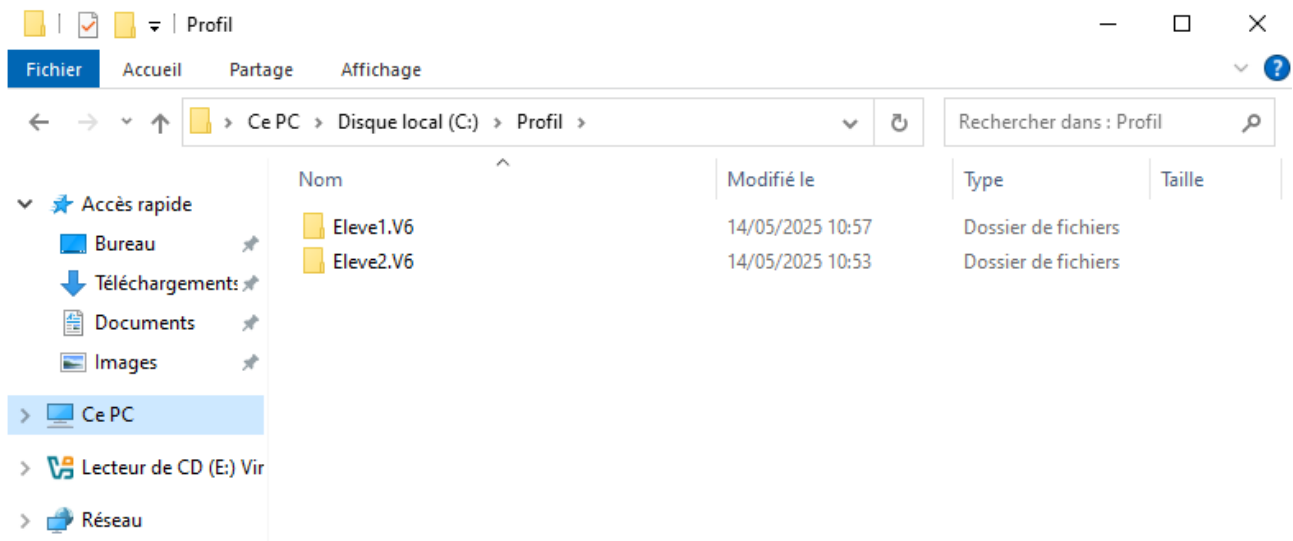 Profil
Fichier Accueil Partage Affichage
Ce PC Disque local (C:) Profil Rechercher dans : Profil
Nom Modifié le Type Taille
Accès rapide
Eleve1.V6 14/05/2025 10:57 Dossier de fichiers
Bureau
Eleve2.V6 14/05/2025 10:53 Dossier de fichiers
Téléchargements
Documents
Images
Ce PC
Lecteur de CD (E:) Vir
Réseau